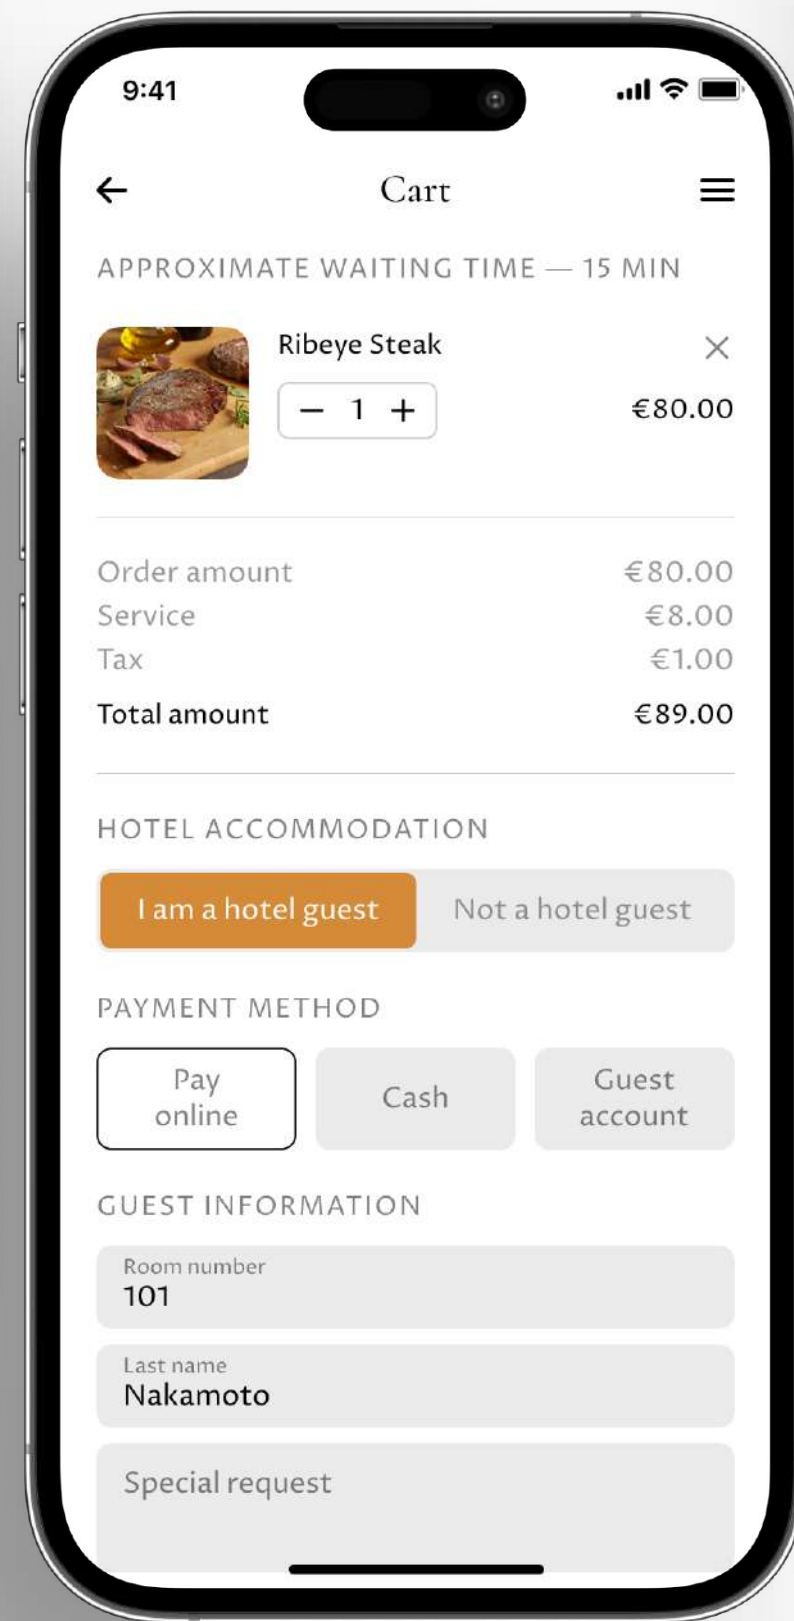 9:41
Cart
APPROXIMATE WAITING TIME — 15 MIN
Ribeye Steak
1
€80.00
Order amount €80.00
Service €8.00
Tax €1.00
Total amount €89.00
HOTEL ACCOMMODATION
I am a hotel guest Not a hotel guest
PAYMENT METHOD
Pay online
Cash
Guest account
GUEST INFORMATION
Room number
101
Last name
Nakamoto
Special request